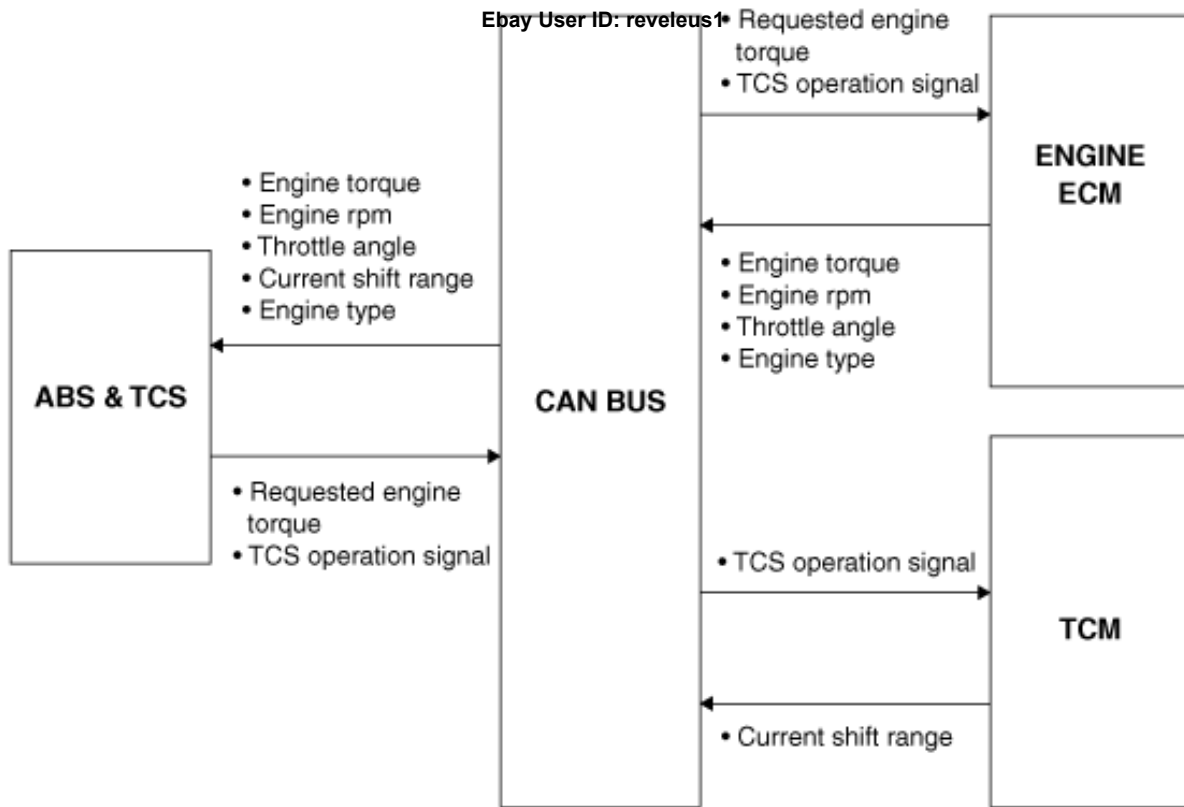 Ebay User ID: reveleus1
• Requested engine
torque
• TCS operation signal
ENGINE
ECM
• Engine torque
• Engine rpm
• Throttle angle
• Current shift range
• Engine type
• Engine torque
• Engine rpm
• Throttle angle
• Engine type
ABS & TCS
CAN BUS
• Requested engine
torque
• TCS operation signal
• TCS operation signal
TCM
• Current shift range